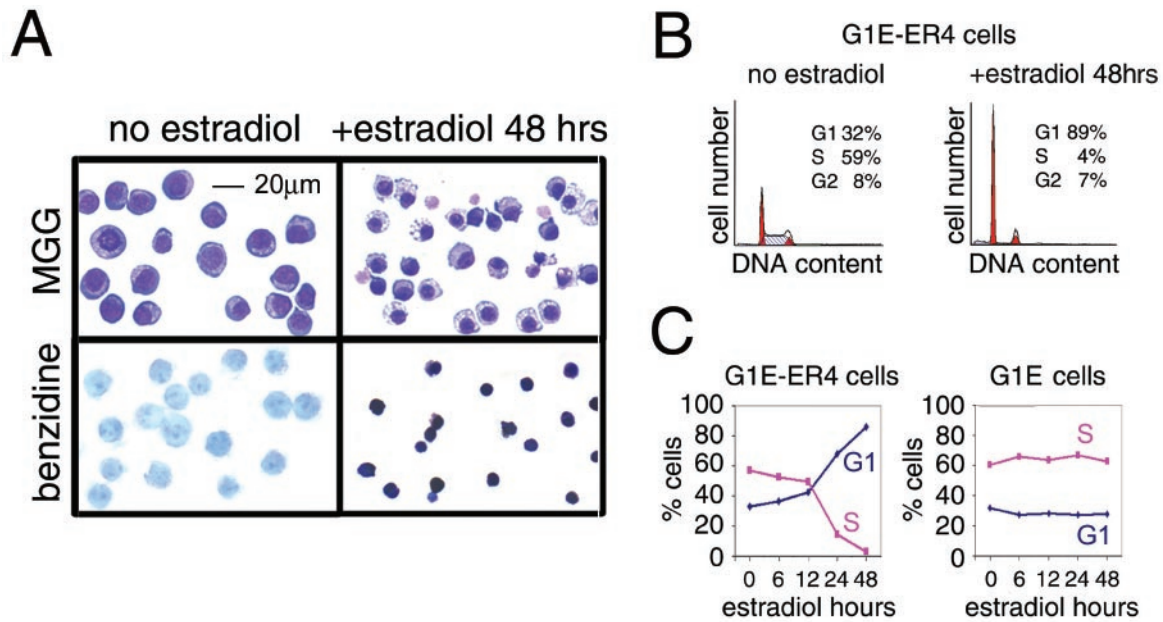 A
no estradiol +estradiol 48 hrs
MGG
20μm
benzidine
B
G1E-ER4 cells
no estradiol +estradiol 48hrs
cell number
G1 32%
S 59%
G2 8%
DNA content
cell number
G1 89%
S 4%
G2 7%
DNA content
C
G1E-ER4 cells
% cells
100
80
60
40
20
0
G1
S
0 6 12 24 48
estradiol hours
G1E cells
% cells
100
80
60
40
20
0
S
G1
0 6 12 24 48
estradiol hours